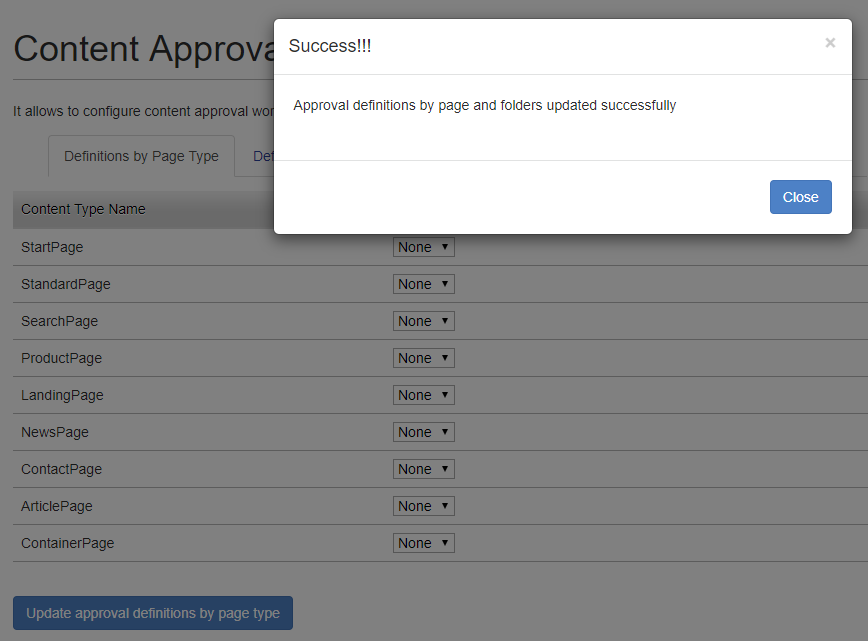 Content Approva
Success!!!
×
It allows to configure content approval wor
Approval definitions by page and folders updated successfully
Definitions by Page Type
Def
Close
Content Type Name
StartPage None
StandardPage None
SearchPage None
ProductPage None
LandingPage None
NewsPage None
ContactPage None
ArticlePage None
ContainerPage None
Update approval definitions by page type